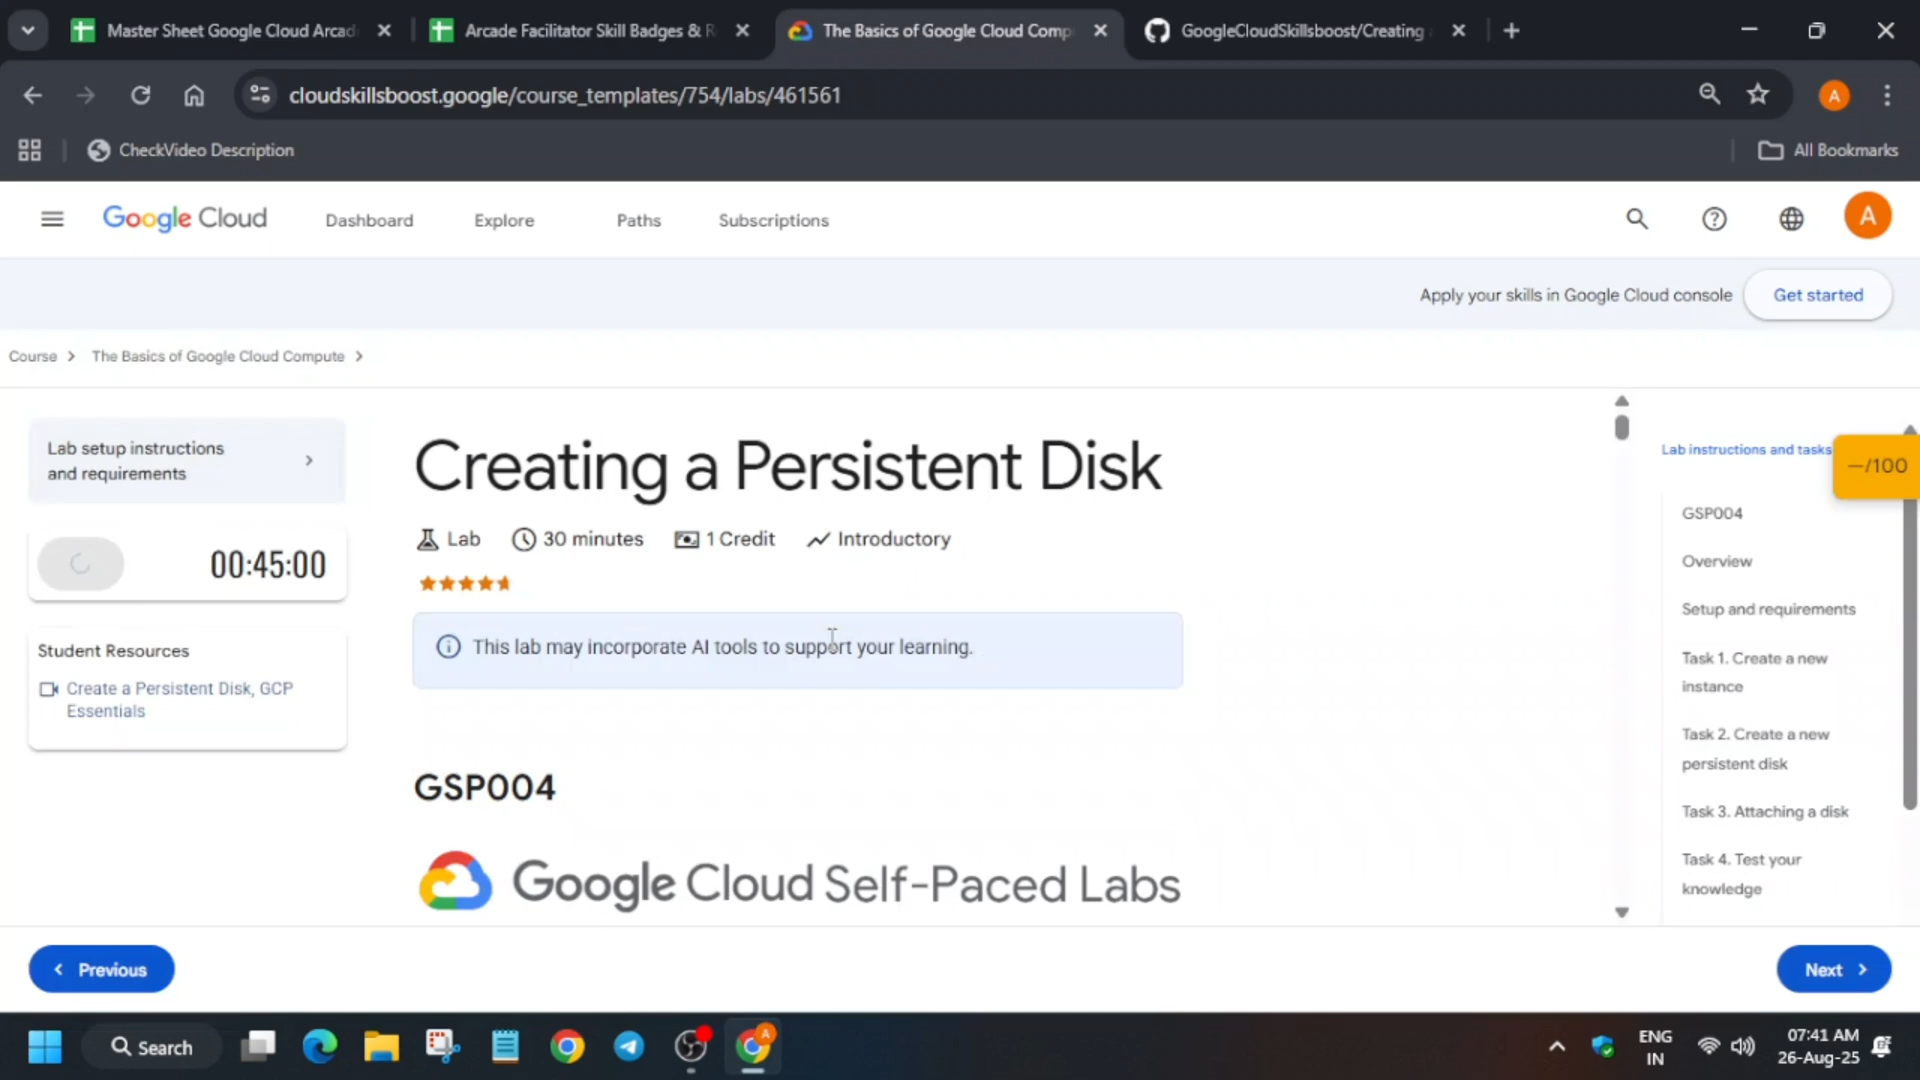 Master Sheet Google Cloud Arcad
Arcade Facilitator Skill Badges & R
The Basics of Google Cloud Comp
GoogleCloudSkillsboost/Creating
cloudskillsboost.google/course_templates/754/labs/461561
A
CheckVideo Description
All Bookmarks
Google Cloud
Dashboard
Explore
Paths
Subscriptions
A
Apply your skills in Google Cloud console
Get started
Course
The Basics of Google Cloud Compute
Lab setup instructions
and requirements
00:45:00
Student Resources
Create a Persistent Disk, GCP
Essentials
Creating a Persistent Disk
Lab
30 minutes
1 Credit
Introductory
This lab may incorporate AI tools to support your learning.
GSP004
Google Cloud Self-Paced Labs
Lab instructions and tasks
—/100
GSP004
Overview
Setup and requirements
Task 1. Create a new
instance
Task 2. Create a new
persistent disk
Task 3. Attaching a disk
Task 4. Test your
knowledge
Previous
Next
Search
A
ENG
IN
07:41 AM
26-Aug-25